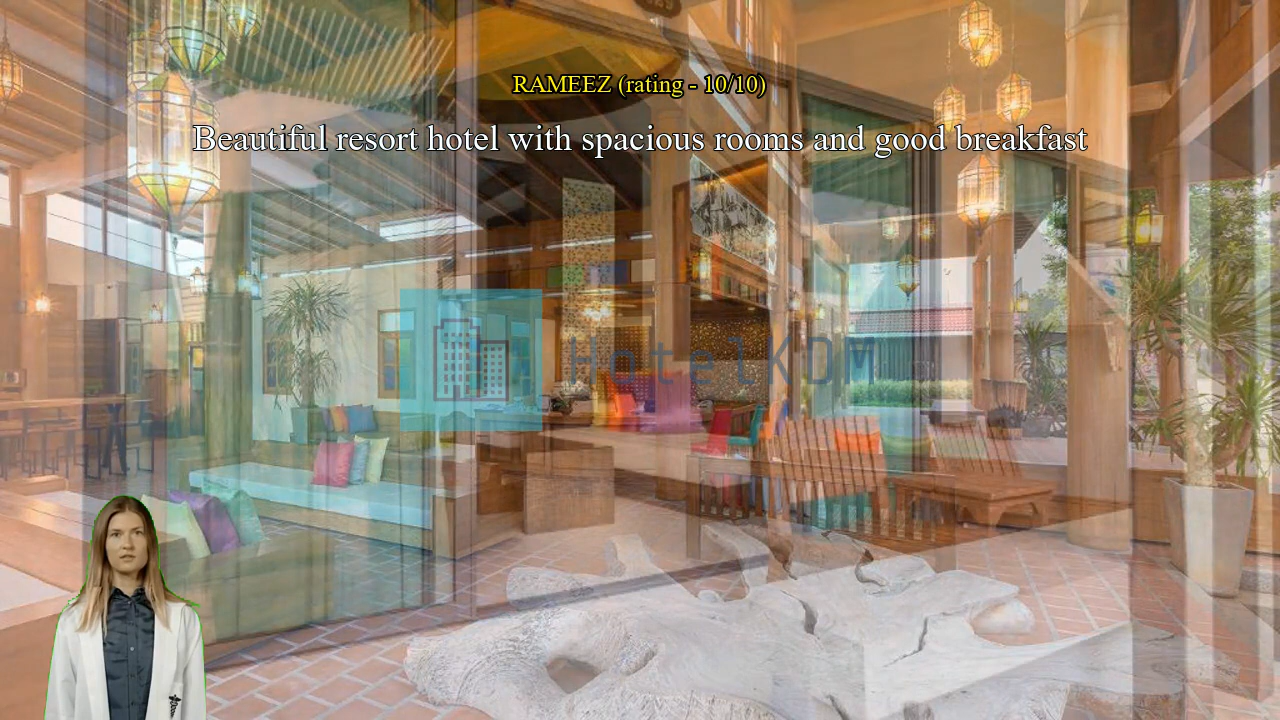 RAMEEZ (rating - 10/10)
Beautiful resort hotel with spacious rooms and good breakfast
HotelKDM